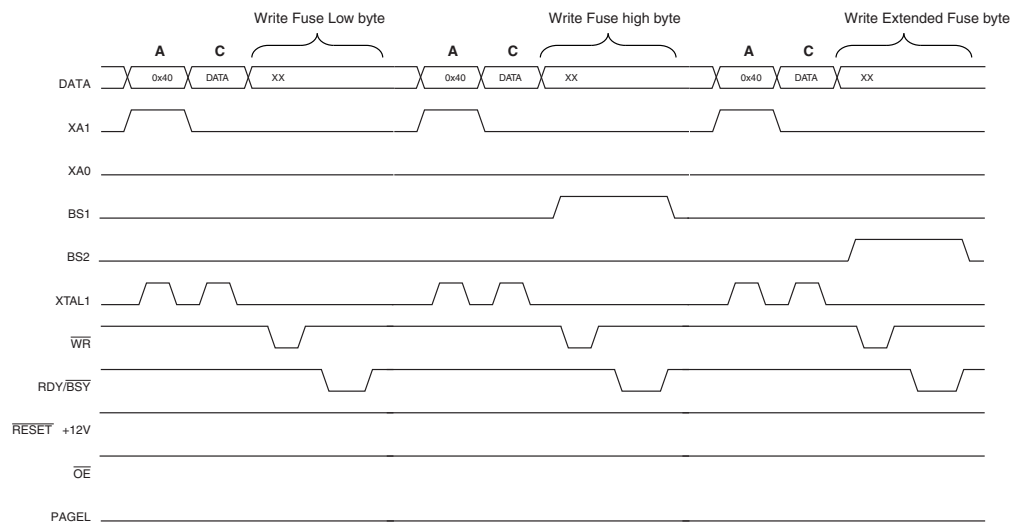 Write Fuse Low byte Write Fuse high byte Write Extended Fuse byte
A C A C A C
DATA 0x40 DATA XX 0x40 DATA XX 0x40 DATA XX
XA1
XA0
BS1
BS2
XTAL1
WR
RDY/BSY
RESET +12V
OE
PAGEL